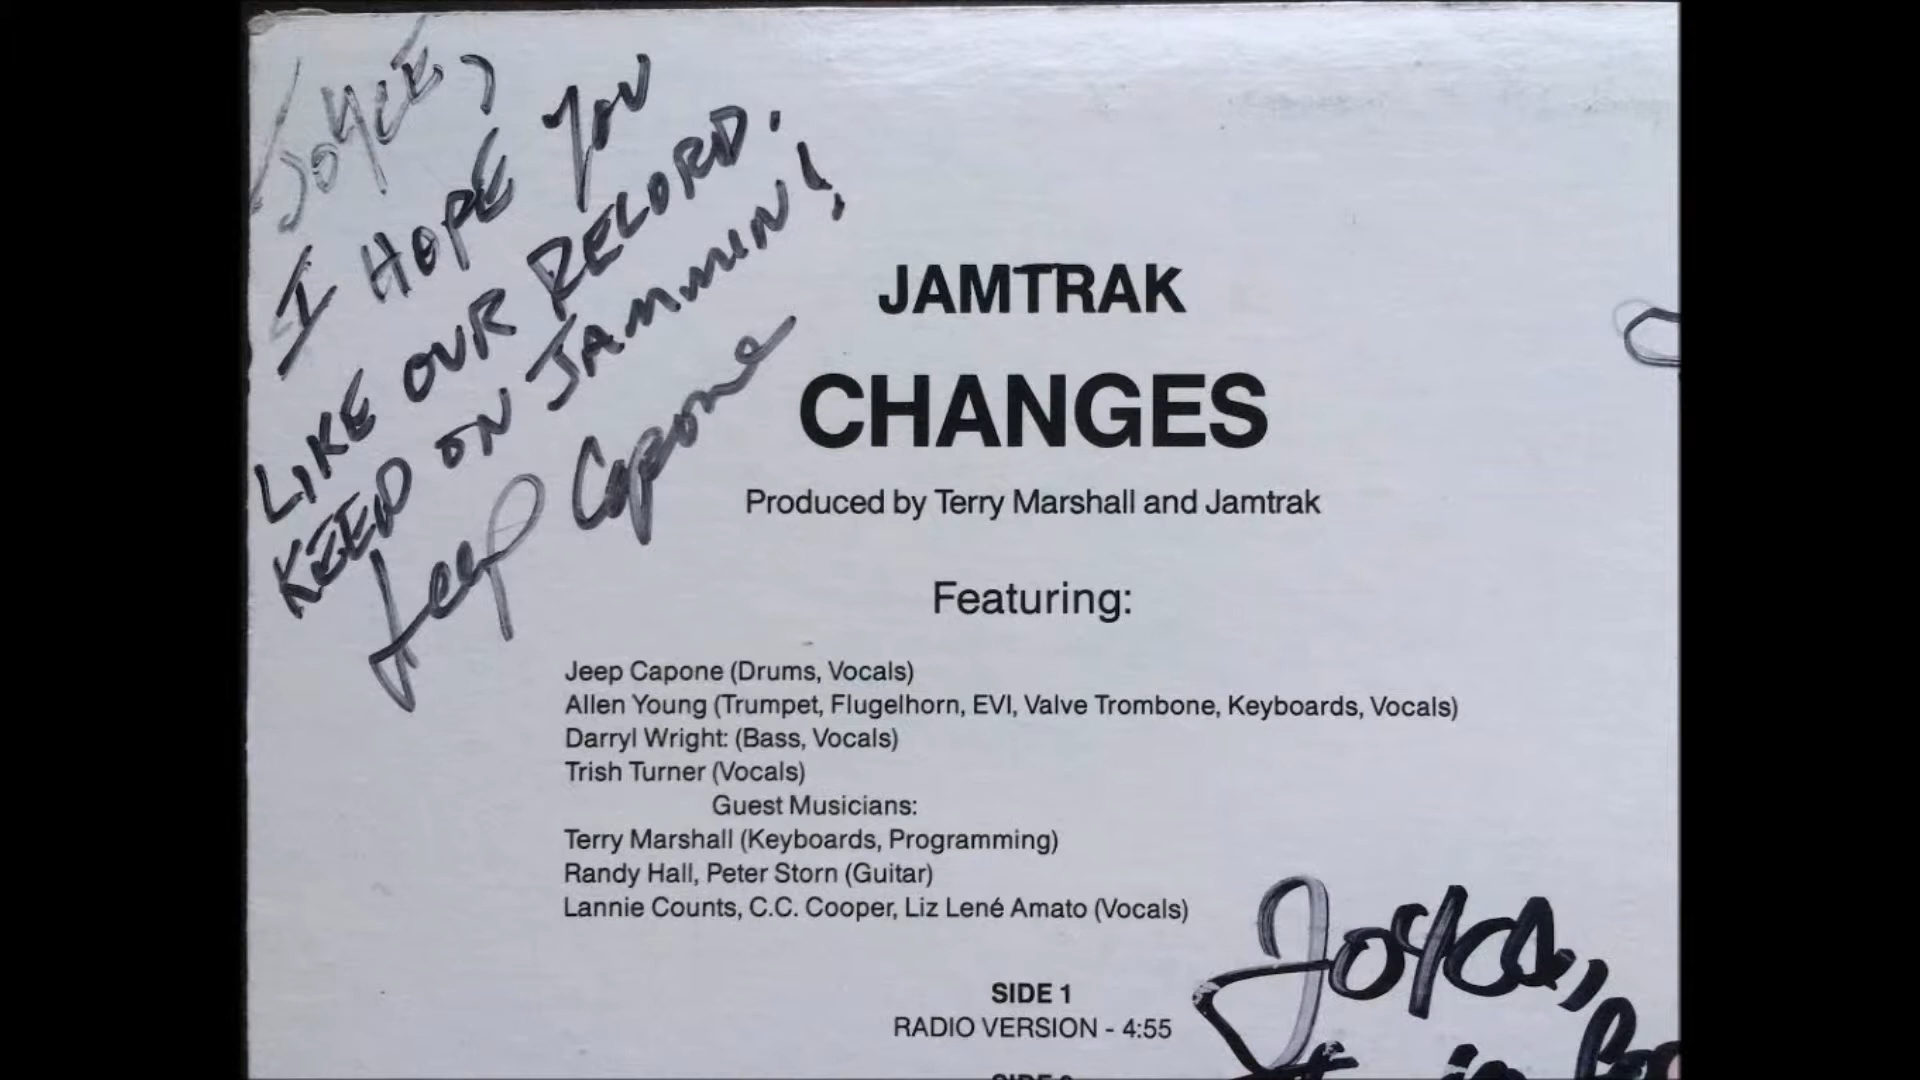 JOYCE,
I HOPE YOU
LIKE OUR RECORD.
KEEP ON JAMMIN!
Jeep Capone
JAMTRAK
CHANGES
Produced by Terry Marshall and Jamtrak
Featuring:
Jeep Capone (Drums, Vocals)
Allen Young (Trumpet, Flugelhorn, EVI, Valve Trombone, Keyboards, Vocals)
Darryl Wright: (Bass, Vocals)
Trish Turner (Vocals)
Guest Musicians:
Terry Marshall (Keyboards, Programming)
Randy Hall, Peter Storn (Guitar)
Lannie Counts, C.C. Cooper, Liz Lené Amato (Vocals)
SIDE 1
RADIO VERSION - 4:55
Joyce,